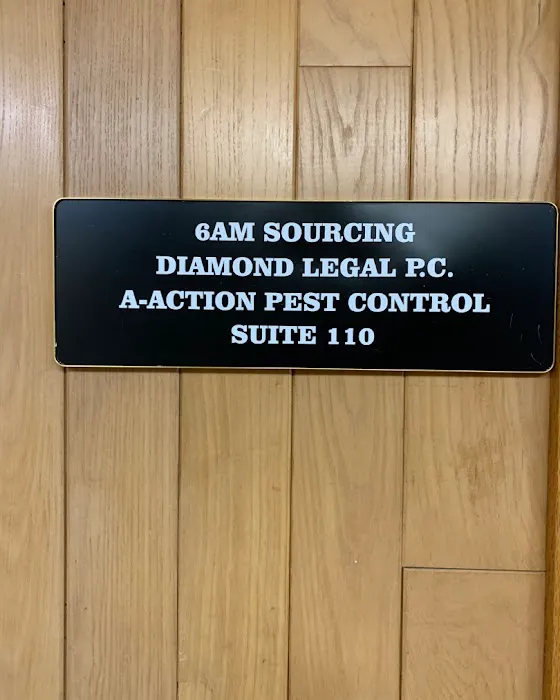 6AM SOURCING
DIAMOND LEGAL P.C.
A-ACTION PEST CONTROL
SUITE 110